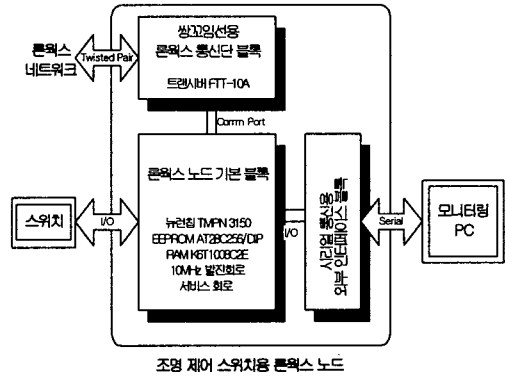 쌍꼬임선용
론웍스 통신단 블록
트랜시버 FTT-10A
론웍스
네트워크
Twisted Pair
Comm Port
론웍스 노드 기본 블록
뉴런칩 TMPN 3150
EEPROM AT28C256/DIP
RAM K6T1008C2E
10MHz 발진회로
서비스 회로
스위치
I/O
I/O
시리얼 통신용
외부 인터페이스 블록
Serial
모니터링
PC
조명 제어 스위치용 론웍스 노드